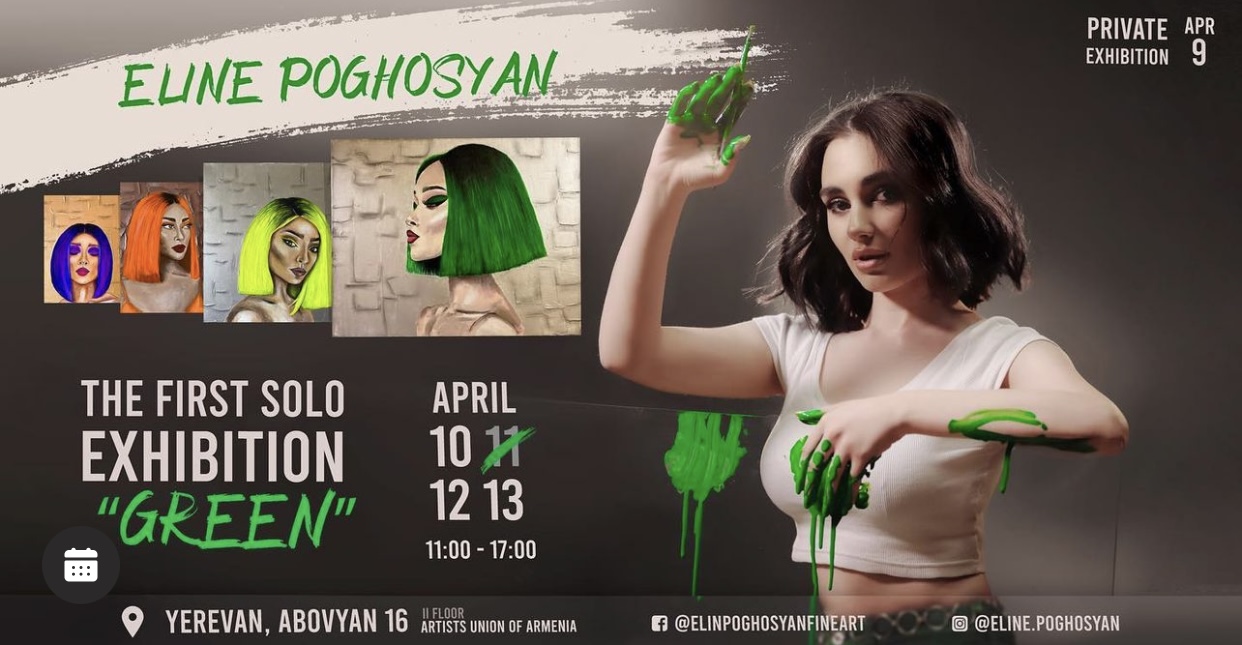 ELINE POGHOSYAN
PRIVATE
EXHIBITION
APR
9
THE FIRST SOLO
EXHIBITION
"GREEN"
APRIL
10 11
12 13
11:00 - 17:00
YEREVAN, ABOVYAN 16
II FLOOR
ARTISTS UNION OF ARMENIA
@ELINPOGHOSYANFINEART
@ELINE.POGHOSYAN